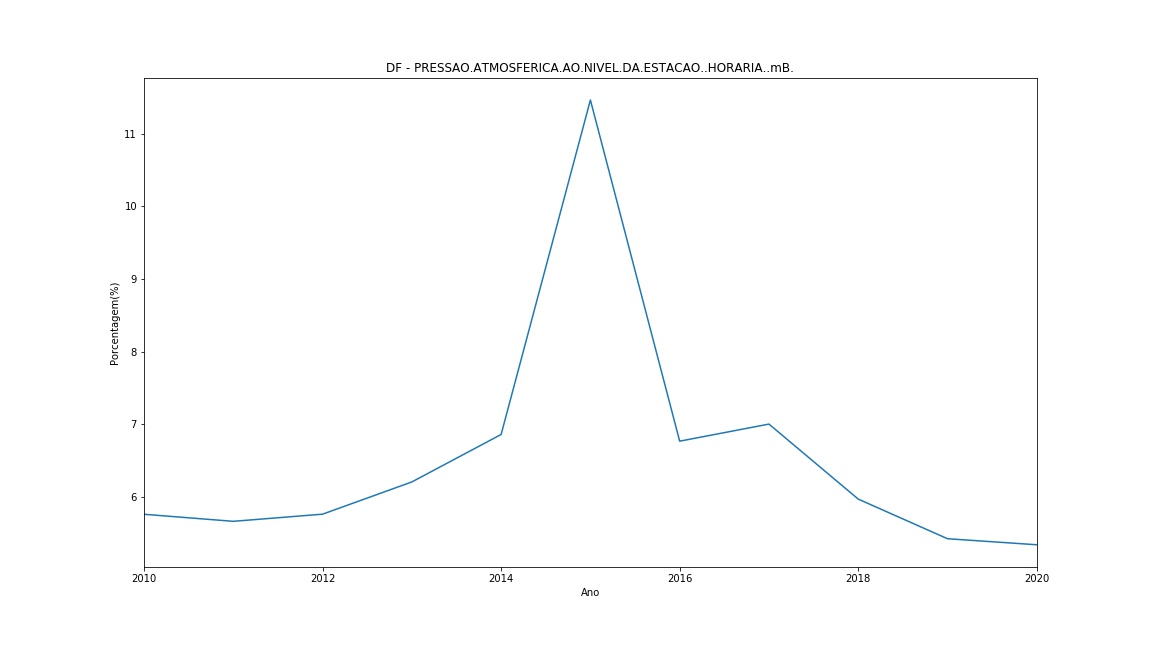 DF - PRESSAO.ATMOSFERICA.AO.NIVEL.DA.ESTACAO..HORARIA..mB.
11
10
9
8
7
6
Porcentagem(%)
2010 2012 2014 2016 2018 2020
Ano